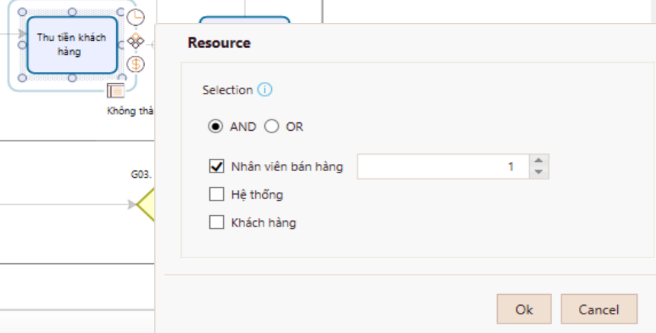 Thu tiền khách
hàng
Resource
Selection
AND OR
Nhân viên bán hàng 1
Không thà
Hệ thống
G03.
Khách hàng
Ok Cancel